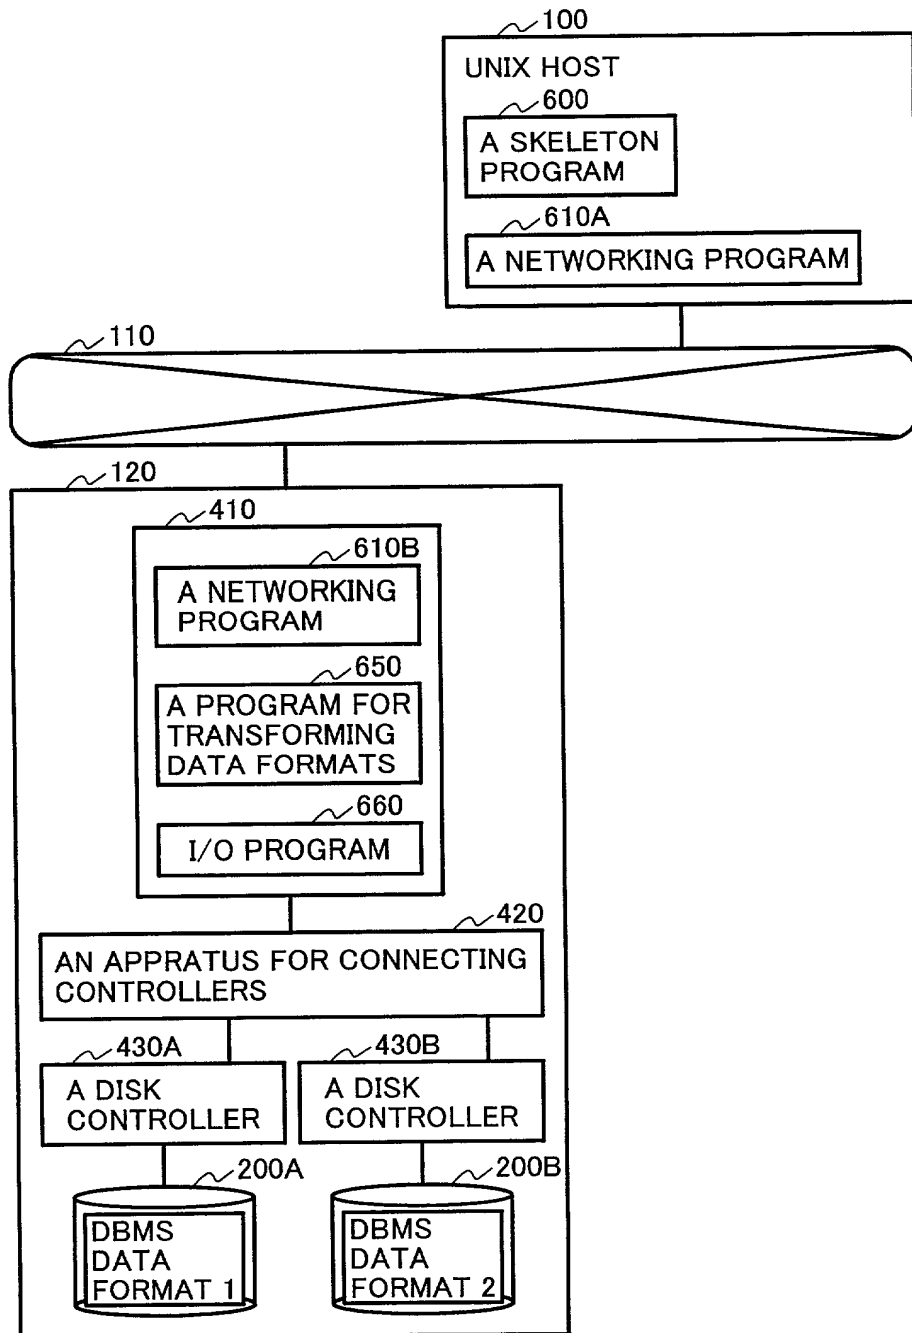 100
UNIX HOST
600
A SKELETON
PROGRAM
610A
A NETWORKING PROGRAM
110
120
410
610B
A NETWORKING
PROGRAM
650
A PROGRAM FOR
TRANSFORMING
DATA FORMATS
660
I/O PROGRAM
420
AN APPRATUS FOR CONNECTING
CONTROLLERS
430A
A DISK
CONTROLLER
430B
A DISK
CONTROLLER
200A
DBMS
DATA
FORMAT 1
200B
DBMS
DATA
FORMAT 2